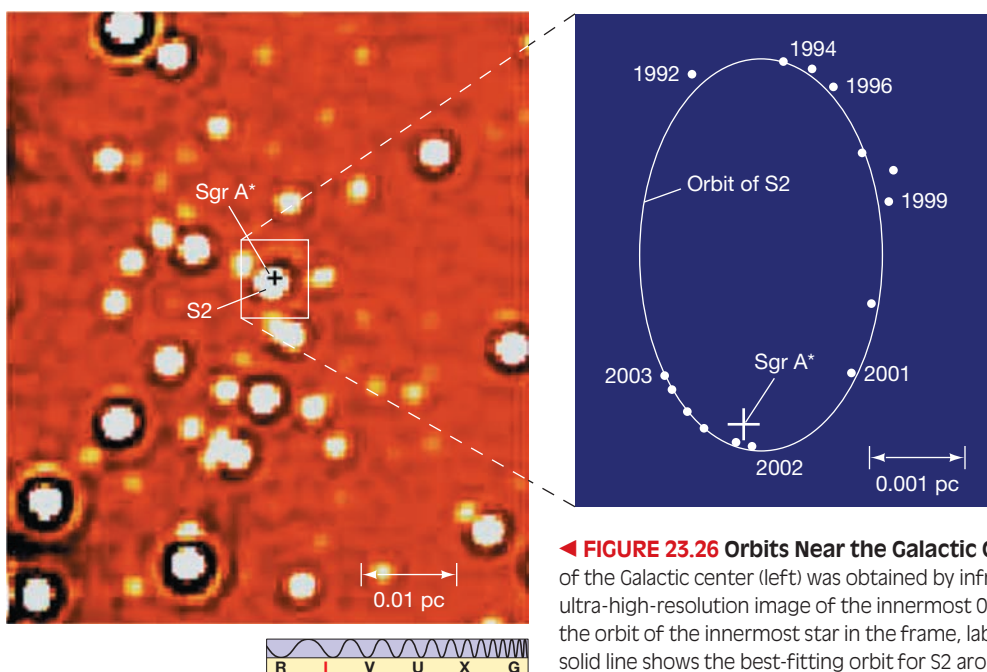 Sgr A*
S2
0.01 pc
R I V U X G
1992
1994
1996
Orbit of S2
1999
Sgr A*
2003
2001
2002
0.001 pc
◄ FIGURE 23.26 Orbits Near the Galactic
of the Galactic center (left) was obtained by
ultra-high-resolution image of the innermost
the orbit of the innermost star in the frame,
solid line shows the best-fitting orbit for S2